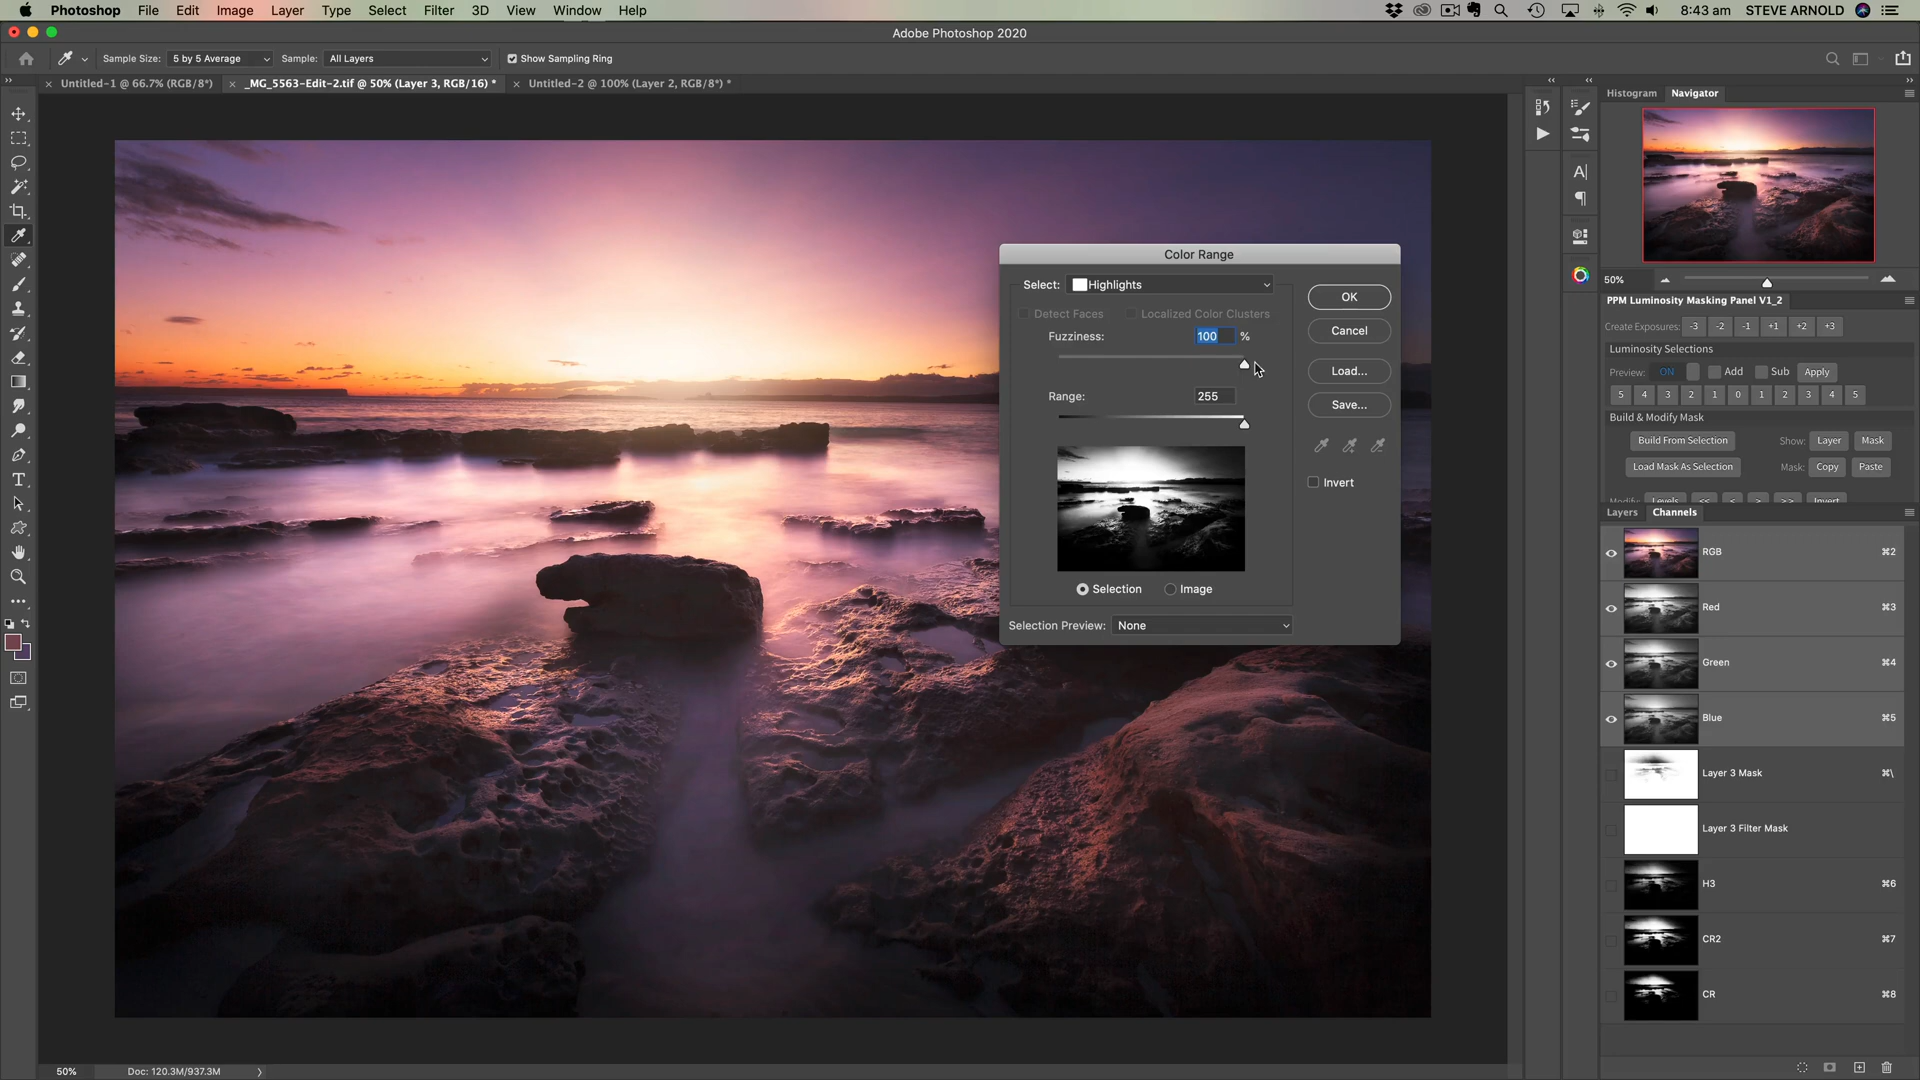 Photoshop File Edit Image Layer Type Select Filter 3D View Window Help 8:43 am STEVE ARNOLD
Adobe Photoshop 2020
Sample Size: 5 by 5 Average Sample: All Layers Show Sampling Ring
Untitled-1 @ 66.7% (RGB/8*) _MG_5563-Edit-2.tif @ 50% (Layer 3, RGB/16) * Untitled-2 @ 100% (Layer 2, RGB/8*) *
Histogram Navigator
50%
Color Range
Select: Highlights
Detect Faces Localized Color Clusters
Fuzziness: 100 %
Range: 255
OK
Cancel
Load...
Save...
Invert
Selection Image
Selection Preview: None
PPM Luminosity Masking Panel V1_2
Create Exposures: -3 -2 -1 +1 +2 +3
Luminosity Selections
Preview: ON Add Sub Apply
5 4 3 2 1 0 1 2 3 4 5
Build & Modify Mask
Build From Selection Show: Layer Mask
Load Mask As Selection Mask: Copy Paste
Modify: Levels << < > >> Invert
Layers Channels
RGB ⌘2
Red ⌘3
Green ⌘4
Blue ⌘5
Layer 3 Mask ⌘\
Layer 3 Filter Mask
H3 ⌘6
CR2 ⌘7
CR ⌘8
50% Doc: 120.3M/937.3M